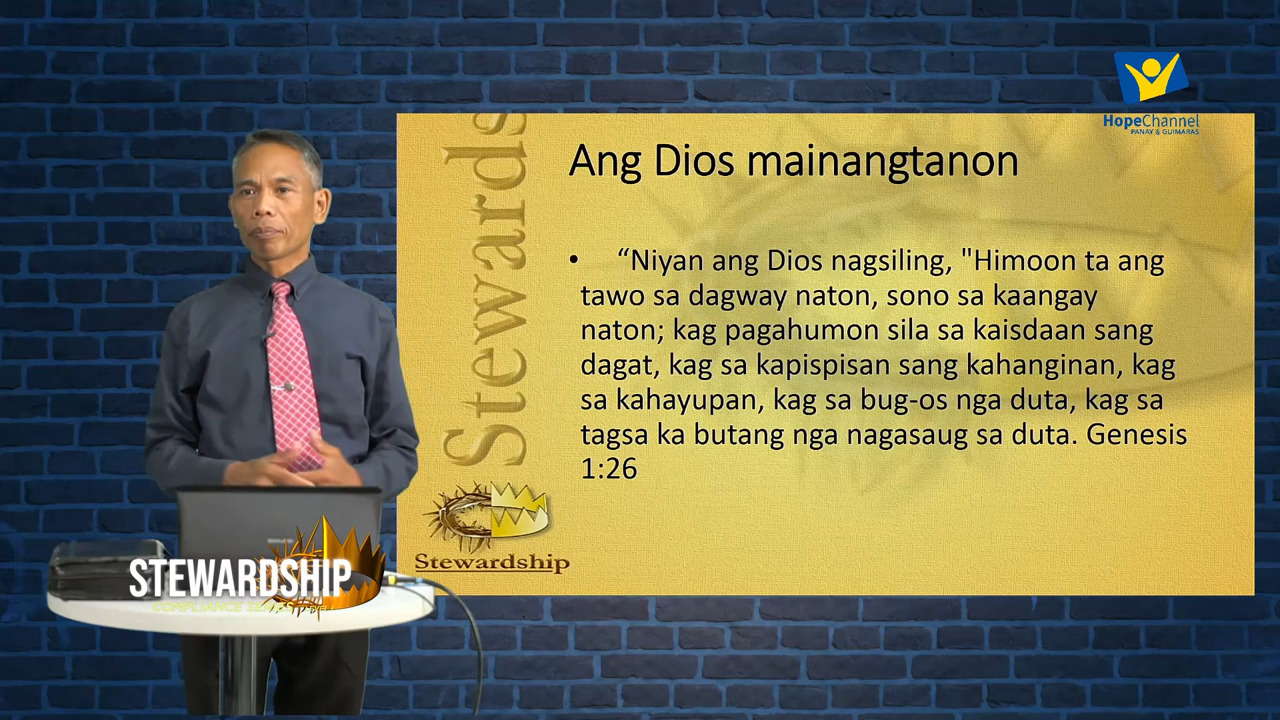 HopeChannel
PANAY & GUIMARAS
Ang Dios mainangtanon
• “Niyan ang Dios nagsiling, "Himoon ta ang
tawo sa dagway naton, sono sa kaangay
naton; kag pagahumon sila sa kaisdaan sang
dagat, kag sa kapispisan sang kahanginan, kag
sa kahayupan, kag sa bug-os nga duta, kag sa
tagsa ka butang nga nagasaug sa duta. Genesis
1:26
Stewards
Stewardship
STEWARDSHIP
COMPLIANCE